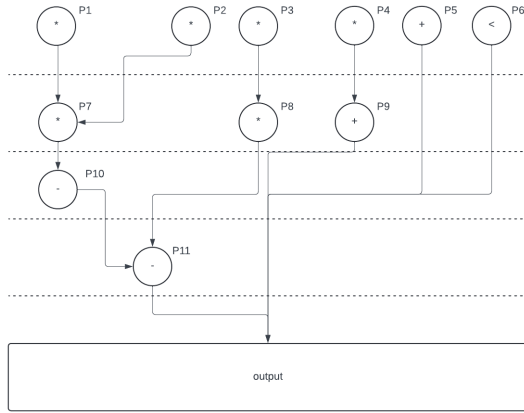 P1 P2 P3 P4 P5 P6
* * * * + <
P7 P8 P9
* * +
P10
-
P11
-
output